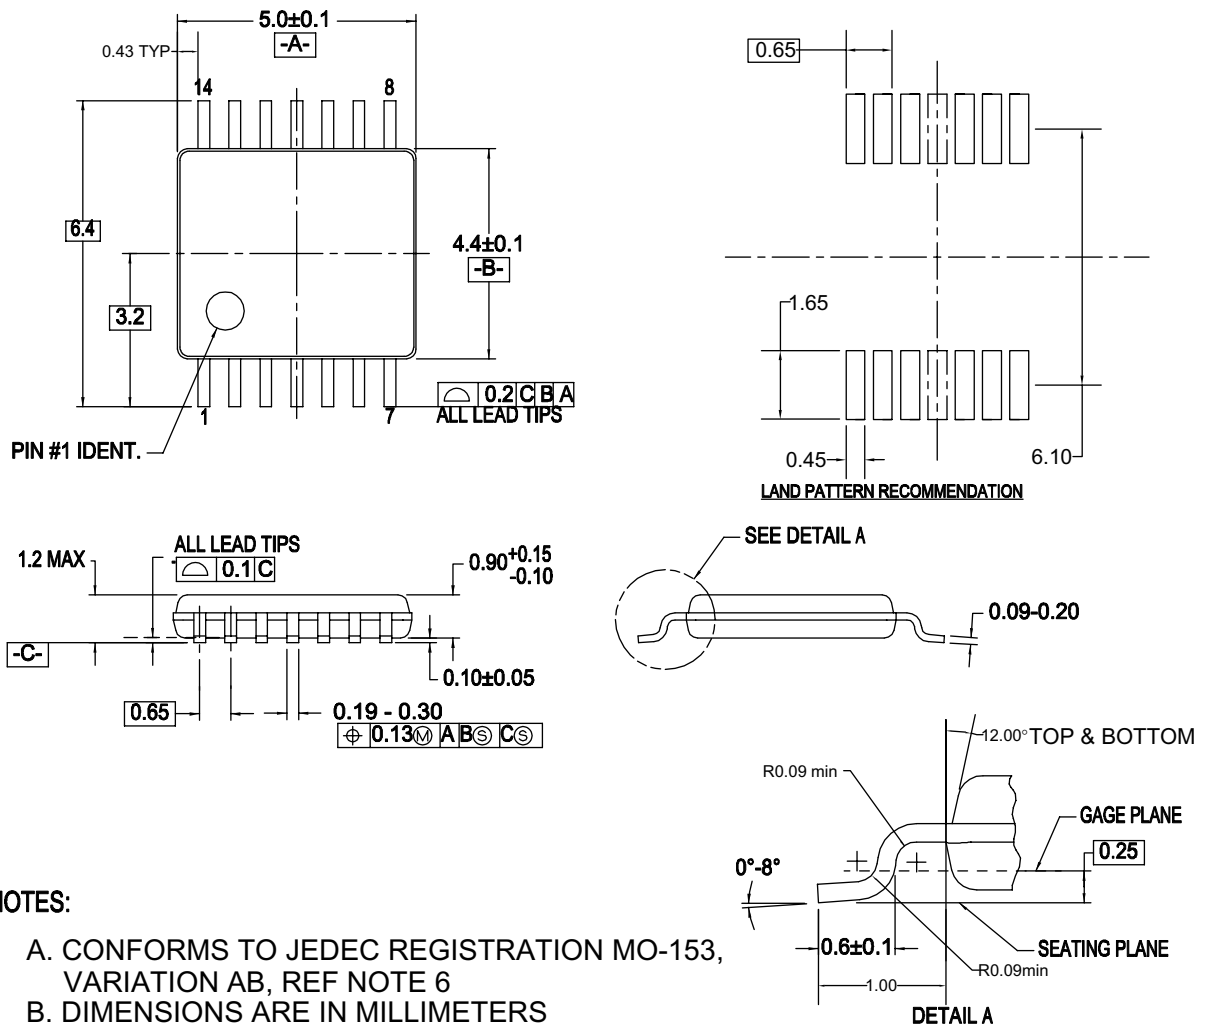 5.0±0.1
-A-
0.43 TYP
14
8
6.4
3.2
4.4±0.1
-B-
0.2 C B A
ALL LEAD TIPS
1
7
PIN #1 IDENT.
0.65
1.65
0.45
6.10
LAND PATTERN RECOMMENDATION
1.2 MAX
ALL LEAD TIPS
0.1 C
0.90 +0.15
-0.10
-C-
0.10±0.05
0.65
0.19 - 0.30
⌖ 0.13Ⓜ A BⓈ CⓈ
SEE DETAIL A
0.09-0.20
12.00° TOP & BOTTOM
R0.09 min
GAGE PLANE
0.25
0°-8°
0.6±0.1
SEATING PLANE
R0.09min
1.00
DETAIL A
NOTES:
A. CONFORMS TO JEDEC REGISTRATION MO-153,
VARIATION AB, REF NOTE 6
B. DIMENSIONS ARE IN MILLIMETERS